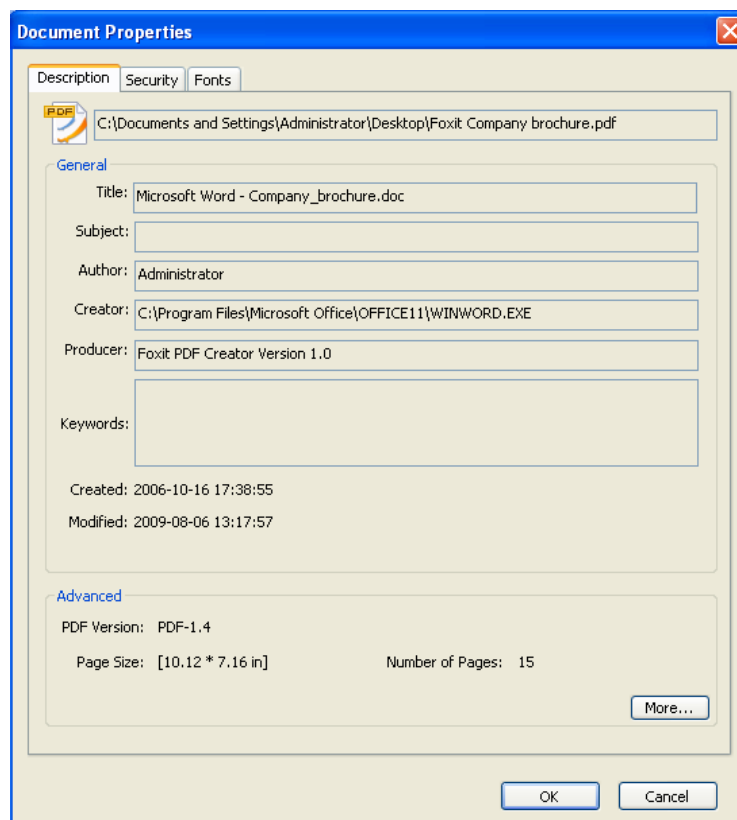 Document Properties
Description Security Fonts
PDF C:\Documents and Settings\Administrator\Desktop\Foxit Company brochure.pdf
General
Title: Microsoft Word - Company_brochure.doc
Subject:
Author: Administrator
Creator: C:\Program Files\Microsoft Office\OFFICE11\WINWORD.EXE
Producer: Foxit PDF Creator Version 1.0
Keywords:
Created: 2006-10-16 17:38:55
Modified: 2009-08-06 13:17:57
Advanced
PDF Version: PDF-1.4
Page Size: [10.12 * 7.16 in] Number of Pages: 15
More...
OK Cancel